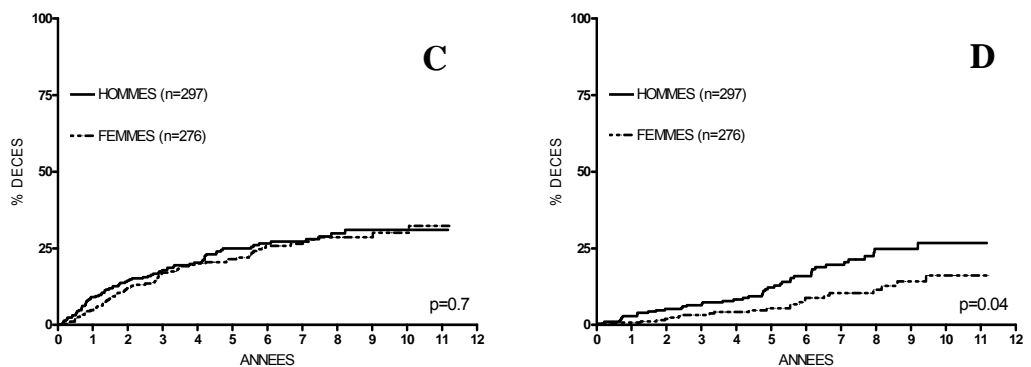 C
100
75
50
25
0
% DECES
HOMMES (n=297)
FEMMES (n=276)
p=0.7
0 1 2 3 4 5 6 7 8 9 10 11 12
ANNEES
D
100
75
50
25
0
% DECES
HOMMES (n=297)
FEMMES (n=276)
p=0.04
0 1 2 3 4 5 6 7 8 9 10 11 12
ANNEES